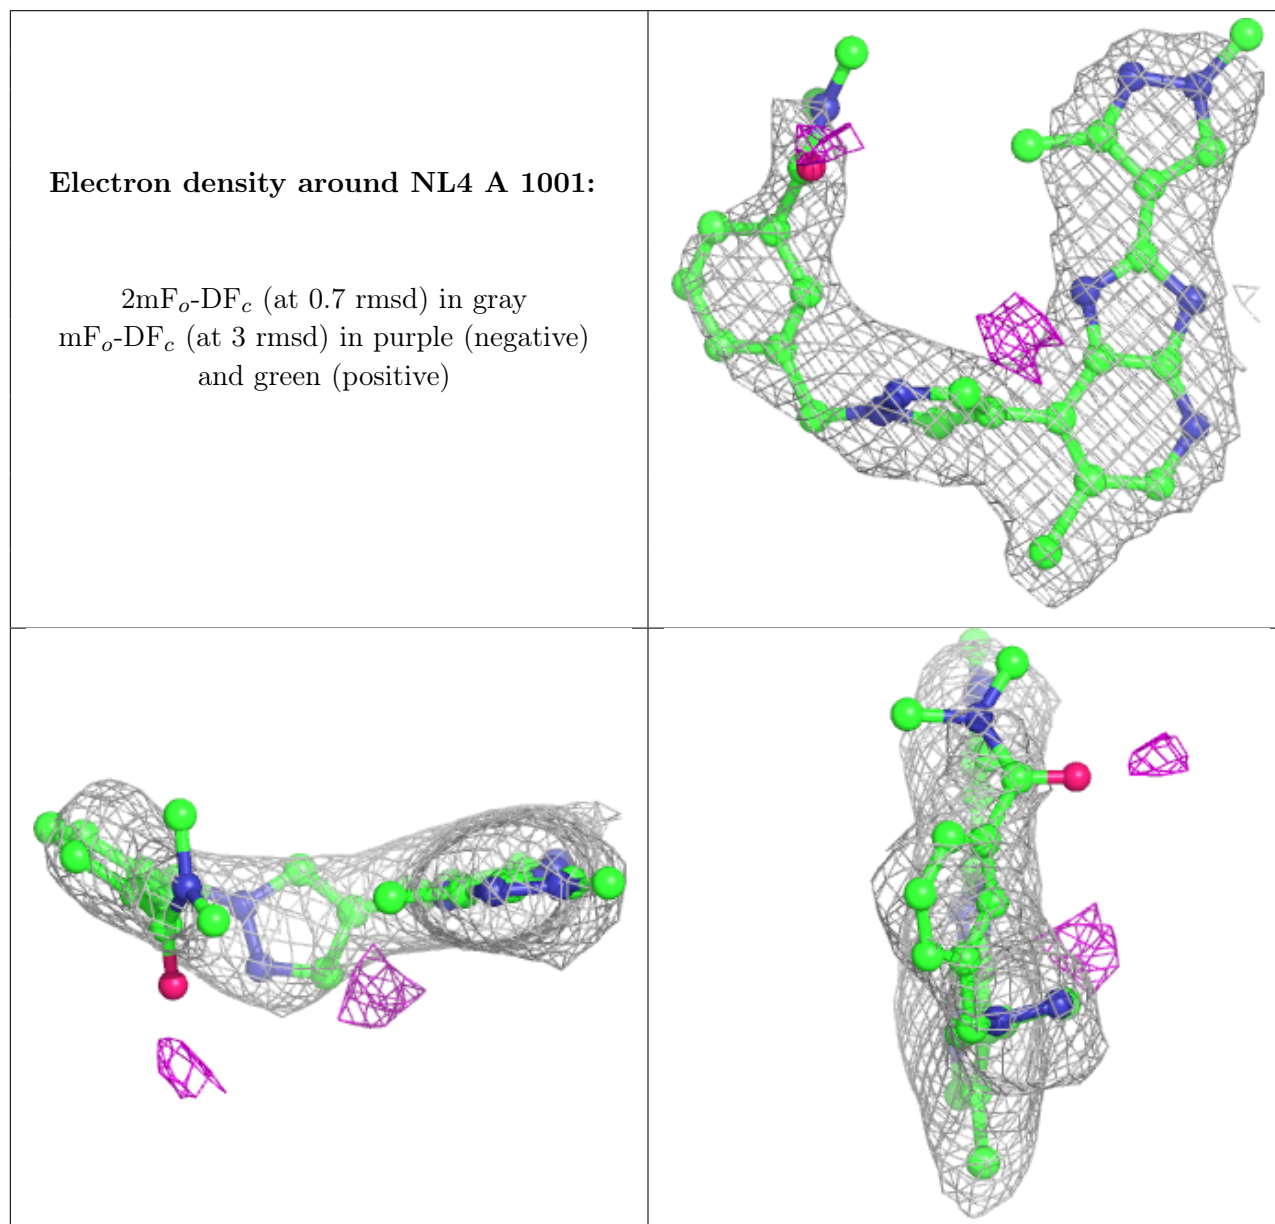 Electron density around NL4 A 1001:
2mFₒ-DF𝒸 (at 0.7 rmsd) in gray
mFₒ-DF𝒸 (at 3 rmsd) in purple (negative)
and green (positive)